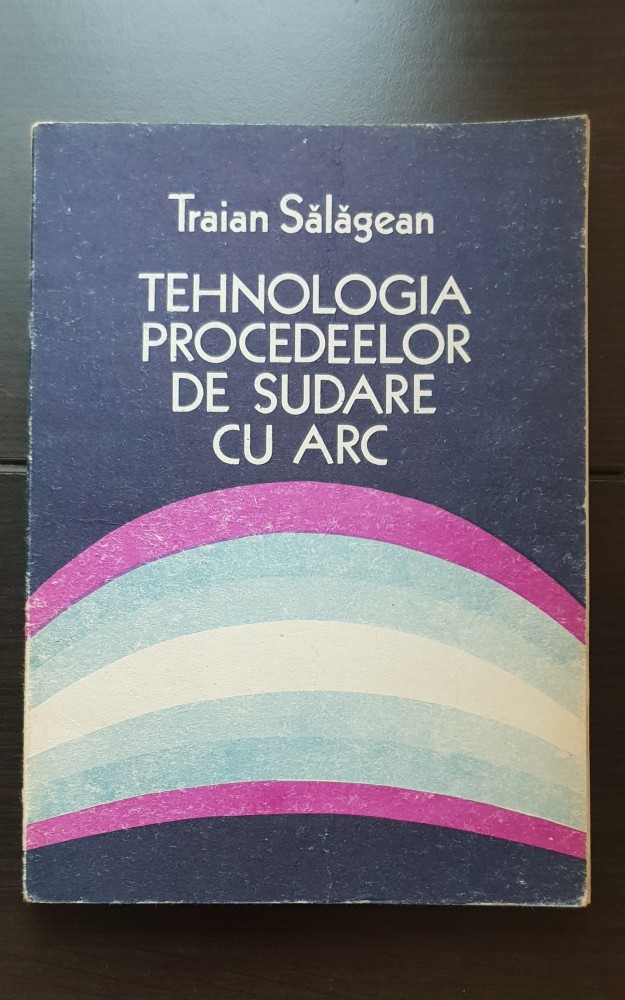 Traian Sălăgean
TEHNOLOGIA
PROCEDEELOR
DE SUDARE
CU ARC